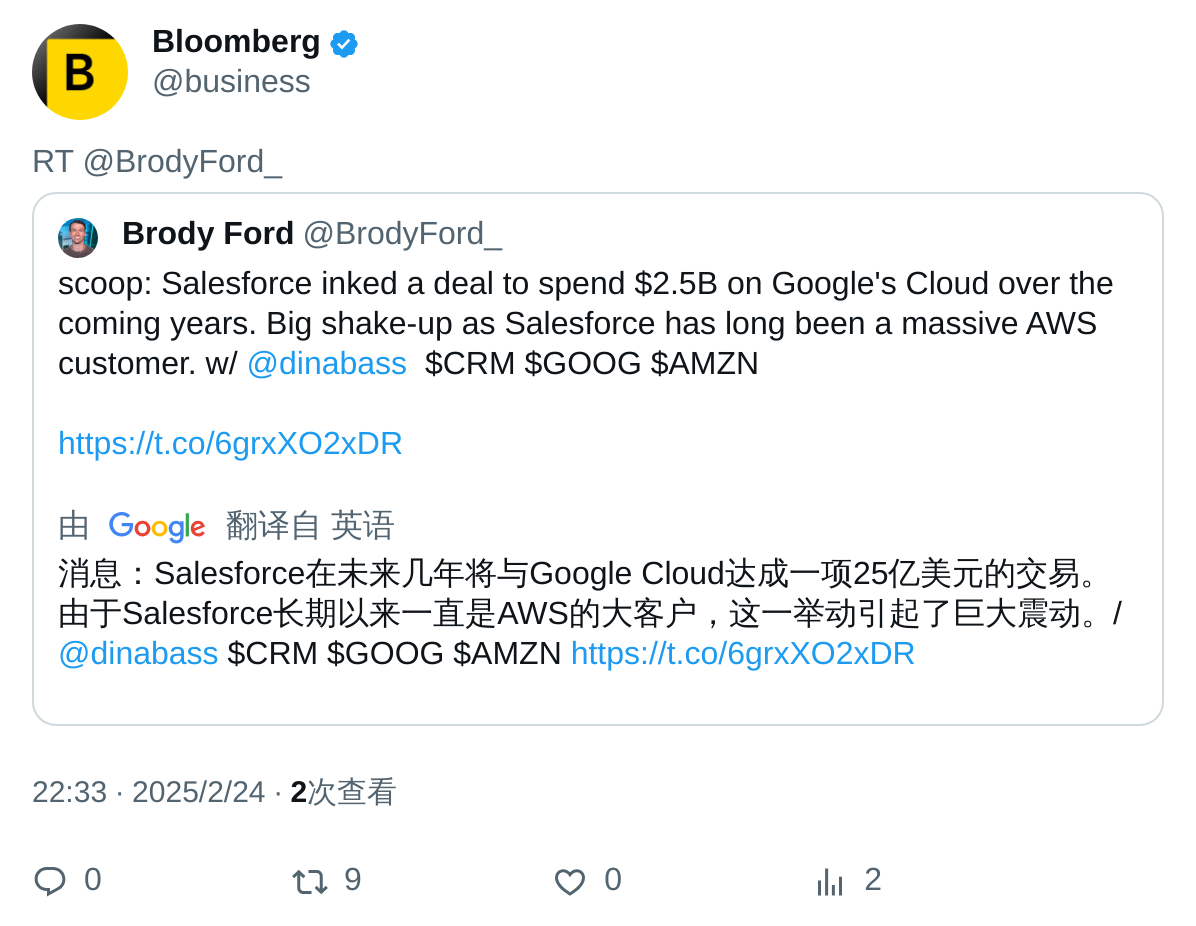 B
Bloomberg
@business
RT @BrodyFord_
Brody Ford @BrodyFord_
scoop: Salesforce inked a deal to spend $2.5B on Google's Cloud over the
coming years. Big shake-up as Salesforce has long been a massive AWS
customer. w/ @dinabass  $CRM $GOOG $AMZN
https://t.co/6grxXO2xDR
由 Google 翻译自 英语
消息：Salesforce在未来几年将与Google Cloud达成一项25亿美元的交易。
由于Salesforce长期以来一直是AWS的大客户，这一举动引起了巨大震动。/
@dinabass $CRM $GOOG $AMZN https://t.co/6grxXO2xDR
22:33 · 2025/2/24 · 2次查看
0 9 0 2